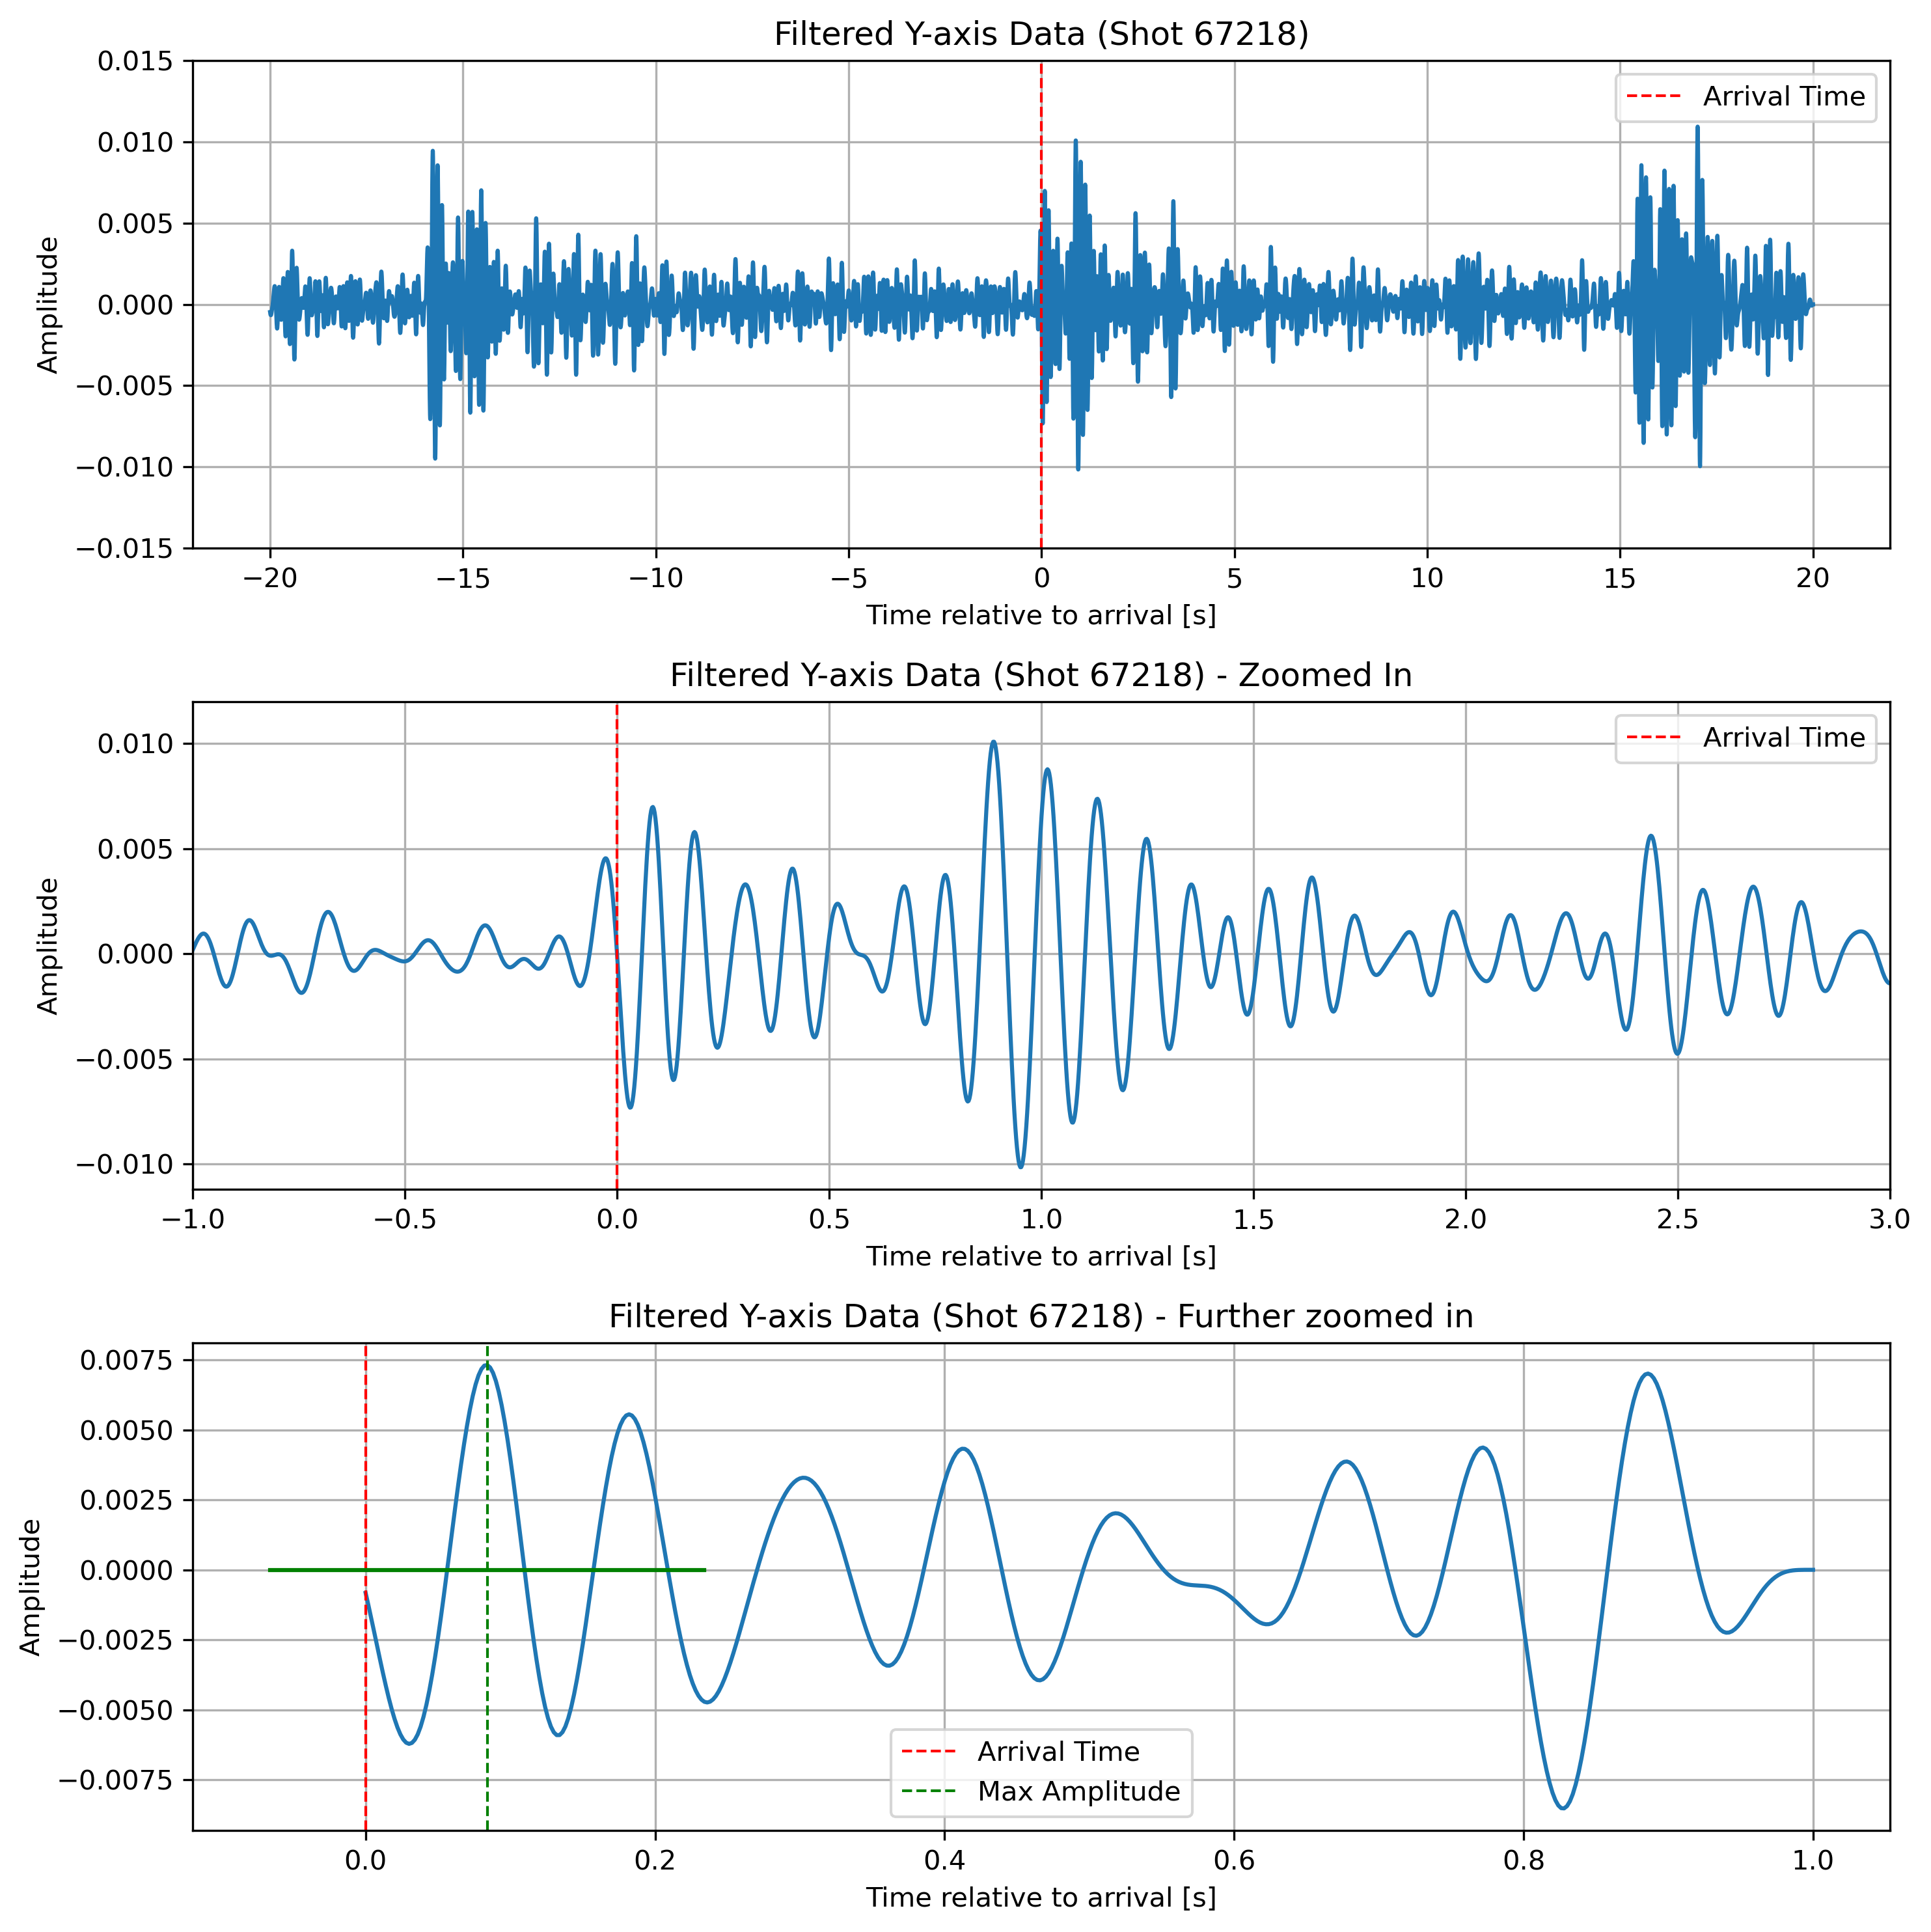 Filtered Y-axis Data (Shot 67218)
0.015
0.010
0.005
0.000
−0.005
−0.010
−0.015
Amplitude
Arrival Time
−20 −15 −10 −5 0 5 10 15 20
Time relative to arrival [s]
Filtered Y-axis Data (Shot 67218) - Zoomed In
0.010
0.005
0.000
−0.005
−0.010
Amplitude
Arrival Time
−1.0 −0.5 0.0 0.5 1.0 1.5 2.0 2.5 3.0
Time relative to arrival [s]
Filtered Y-axis Data (Shot 67218) - Further zoomed in
0.0075
0.0050
0.0025
0.0000
−0.0025
−0.0050
−0.0075
Amplitude
Arrival Time
Max Amplitude
0.0 0.2 0.4 0.6 0.8 1.0
Time relative to arrival [s]